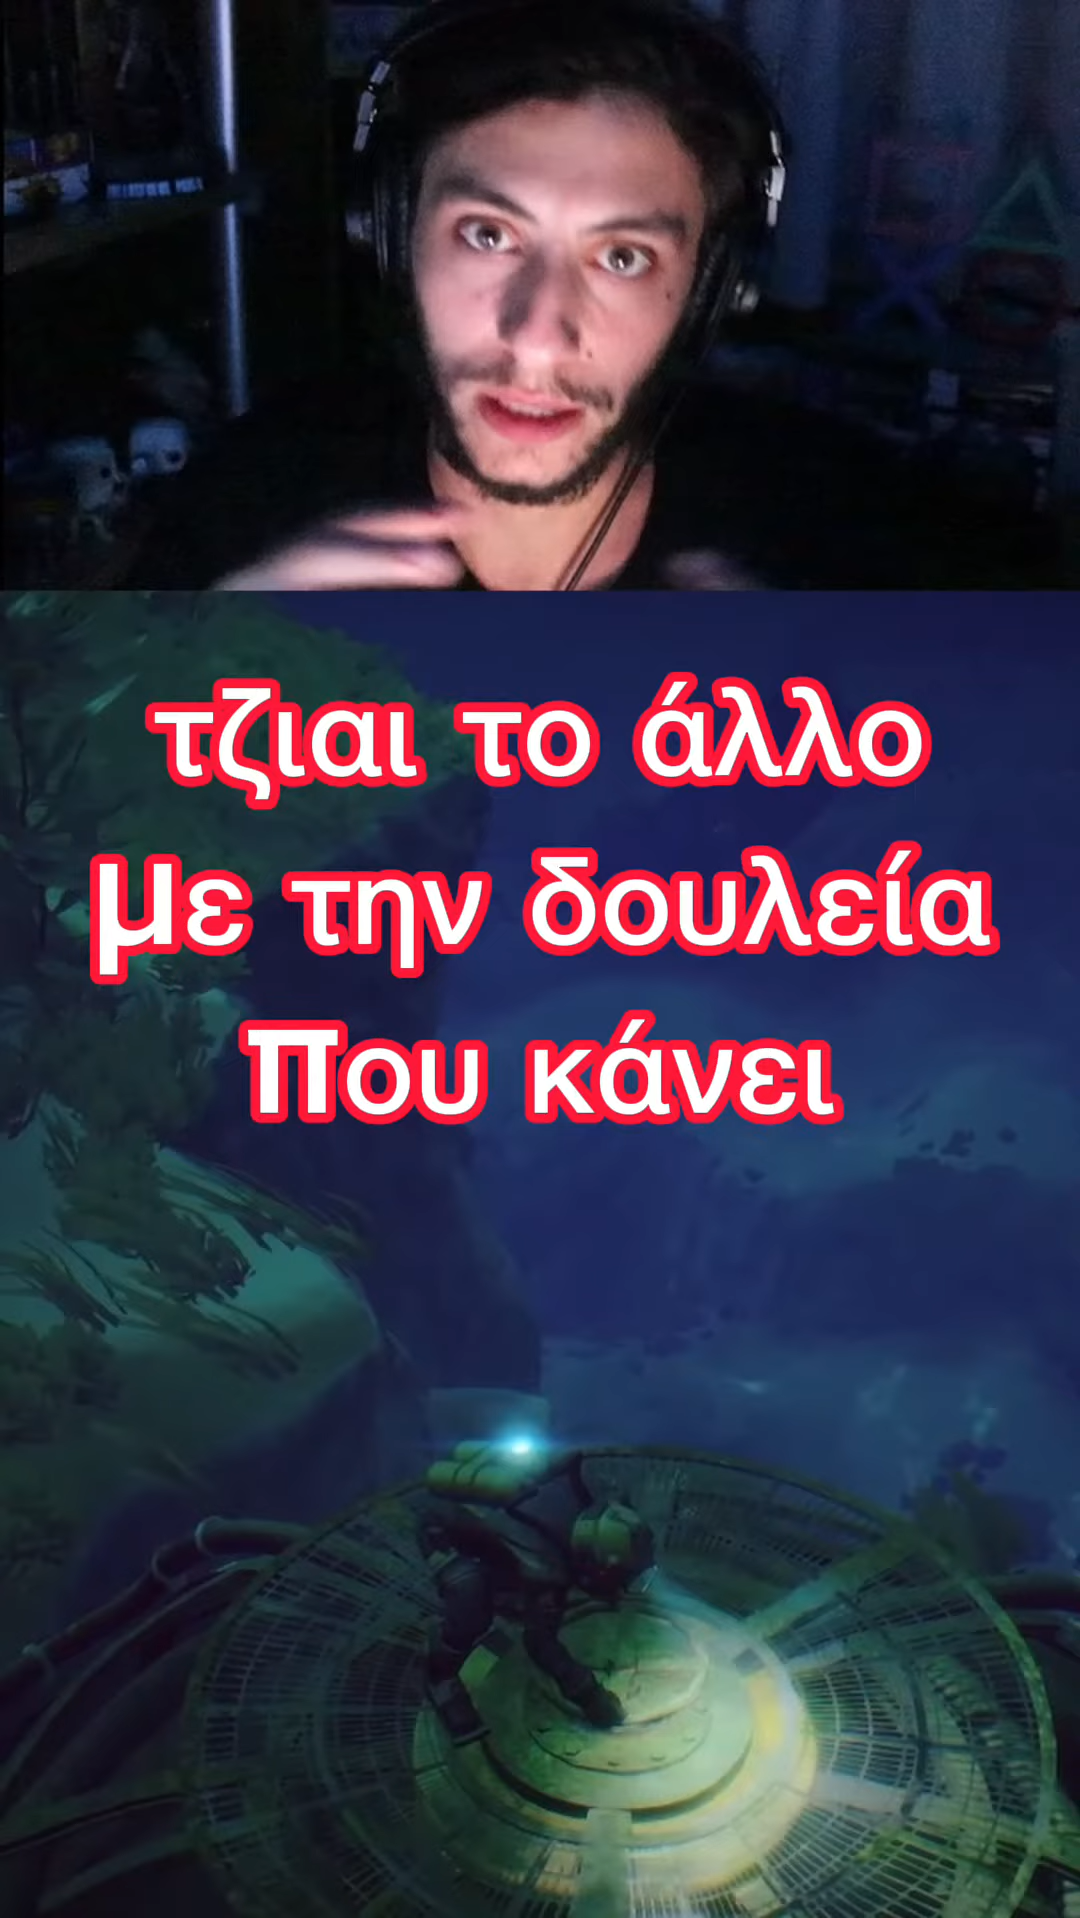 τζιαι το άλλο
με την δουλεία
που κάνει